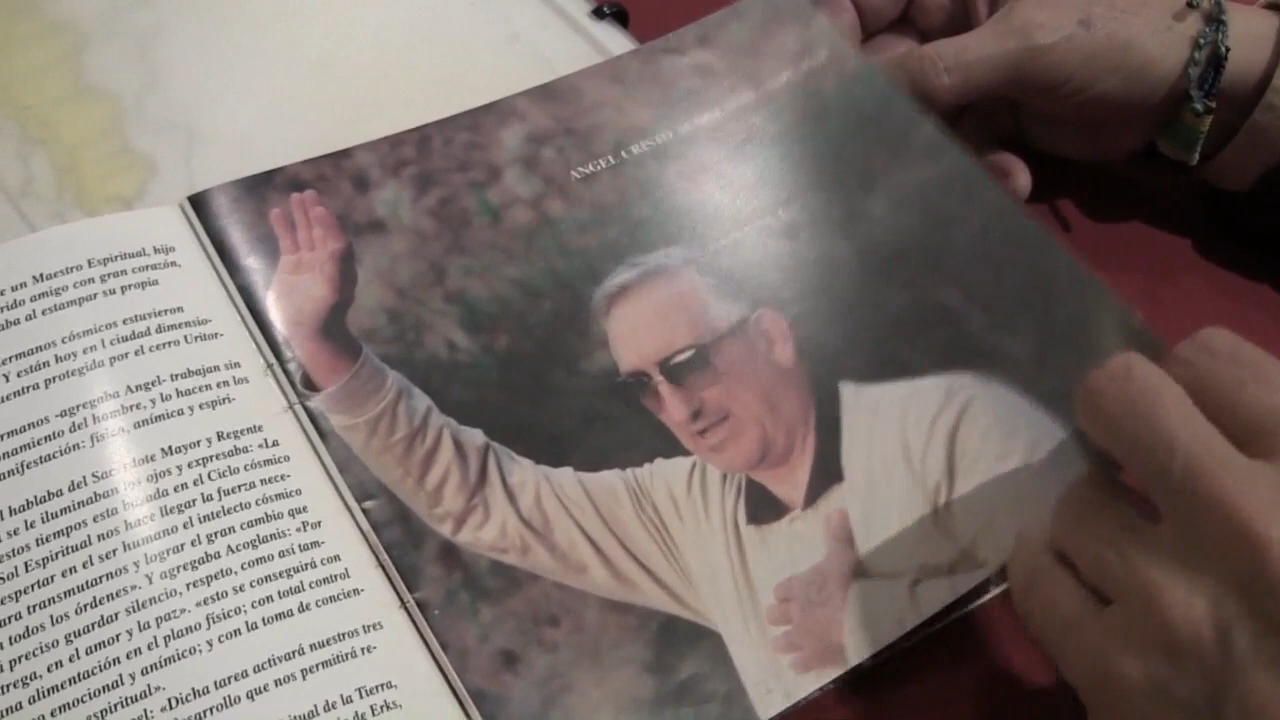 e un Maestro Espiritual, hijo
rido amigo con gran corazón,
aba al estampar su propia
ermanos cósmicos estuvieron
Y están hoy en l ciudad dimensio-
uentra protegida por el cerro Uritor-
rmanos -agregaba Angel- trabajan sin
onamiento del hombre, y lo hacen en los
anifestación: física, anímica y espiri-
l hablaba del Sacerdote Mayor y Regente
se le iluminaban los ojos y expresaba: «La
estos tiempos esta basada en el Ciclo cósmico
Sol Espiritual nos hace llegar la fuerza nece-
espertar en el ser humano el intelecto cósmico
ara transmutarnos y lograr el gran cambio que
n todos los órdenes». Y agregaba Acoglanis: «Por
i preciso guardar silencio, respeto, como así tam-
trega, en el amor y la paz». «esto se conseguirá con
una alimentación en el plano físico; con total control
o emocional y anímico; y con la toma de concien-
espiritual».
el: «Dicha tarea activará nuestros tres
esarrollo que nos permitirá re-
itual de la Tierra,
de Erks,
ANGEL CRISTO